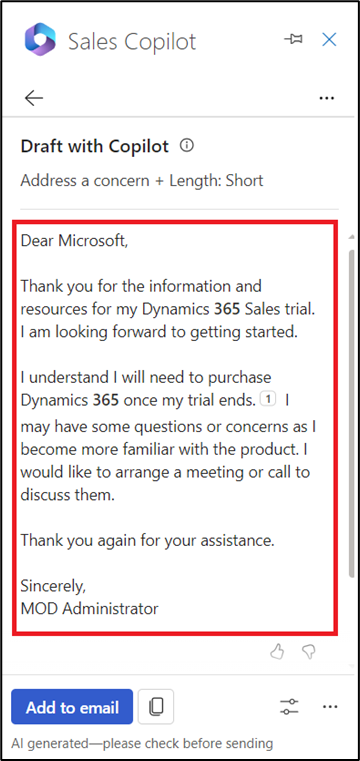 Sales Copilot
Draft with Copilot
Address a concern + Length: Short
Dear Microsoft,
Thank you for the information and
resources for my Dynamics 365 Sales trial.
I am looking forward to getting started.
I understand I will need to purchase
Dynamics 365 once my trial ends. 1 I
may have some questions or concerns as I
become more familiar with the product. I
would like to arrange a meeting or call to
discuss them.
Thank you again for your assistance.
Sincerely,
MOD Administrator
Add to email
AI generated—please check before sending